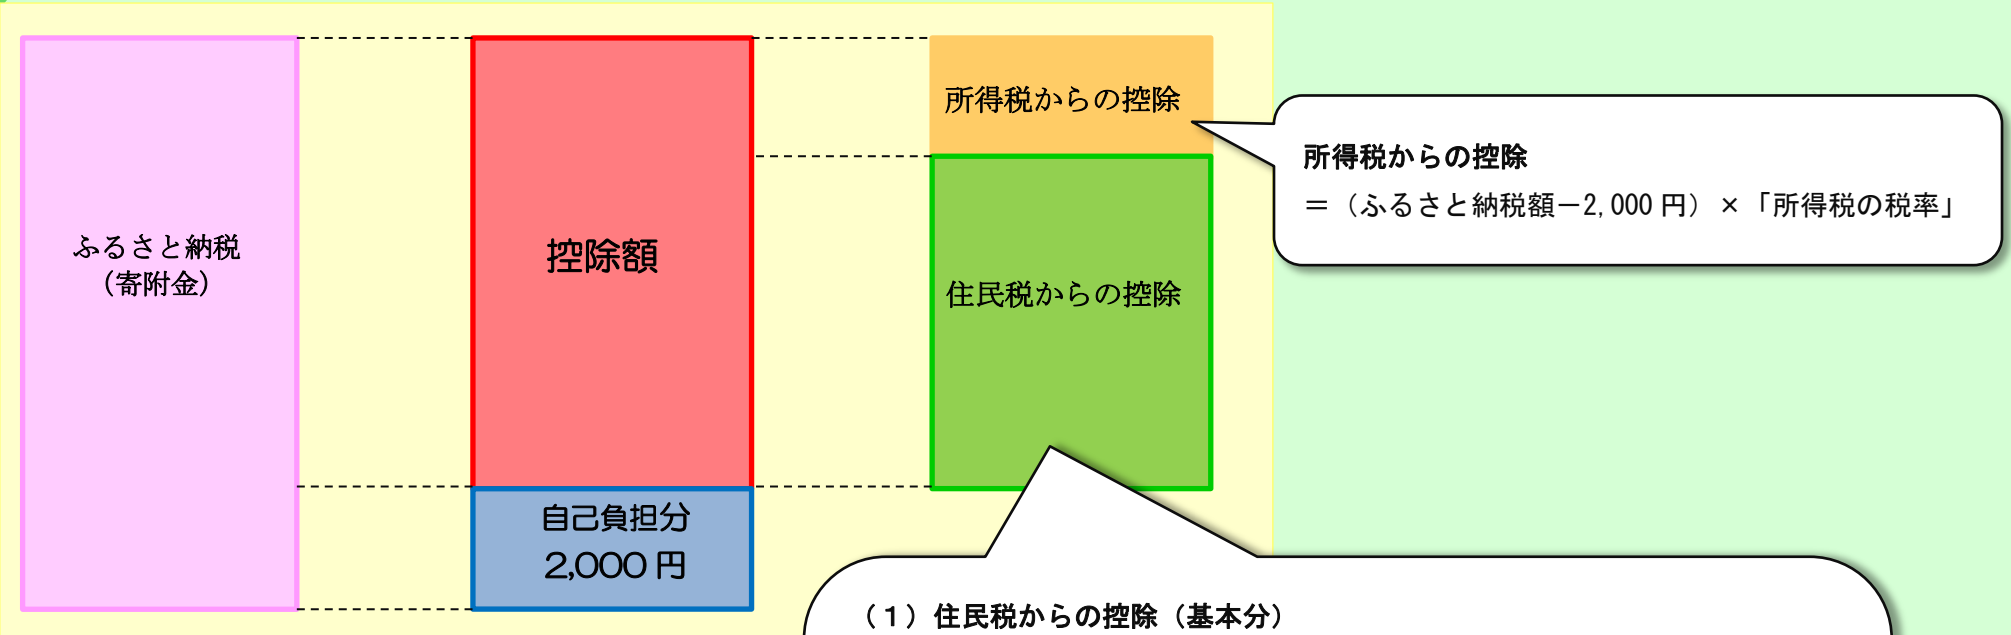 ふるさと納税
（寄附金）
控除額
自己負担分
2,000円
所得税からの控除
住民税からの控除
所得税からの控除
＝（ふるさと納税額－2,000円）×「所得税の税率」
（１）住民税からの控除（基本分）